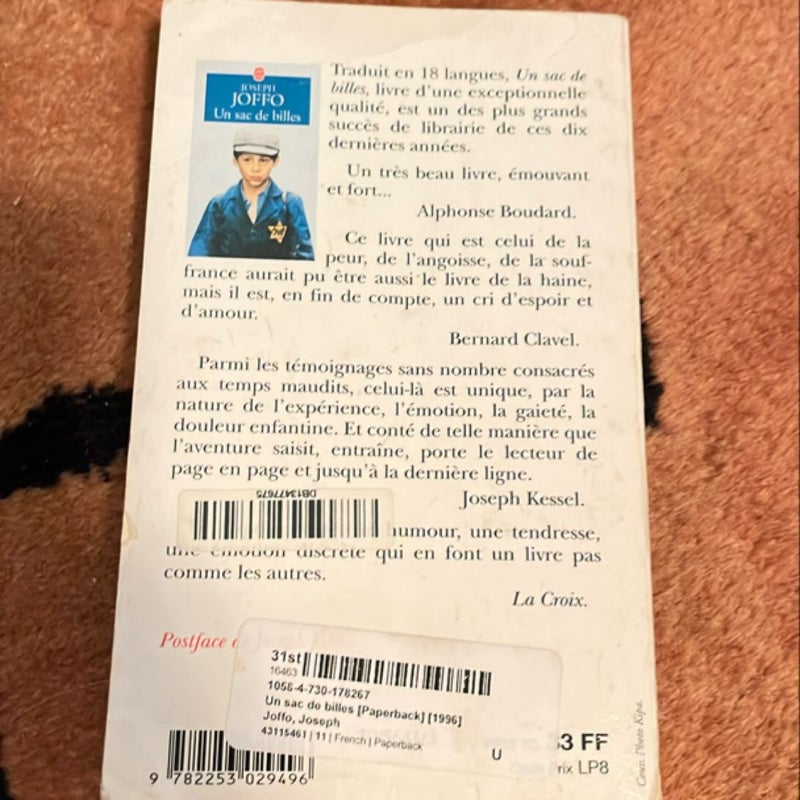 JOSEPH
JOFFO
Un sac de billes
Traduit en 18 langues, Un sac de
billes, livre d'une exceptionnelle
qualité, est un des plus grands
succès de librairie de ces dix
dernières années.
Un très beau livre, émouvant
et fort...
Alphonse Boudard.
Ce livre qui est celui de la
peur, de l'angoisse, de la souf-
france aurait pu être aussi le livre de la haine,
mais il est, en fin de compte, un cri d'espoir et
d'amour.
Bernard Clavel.
Parmi les témoignages sans nombre consacrés
aux temps maudits, celui-là est unique, par la
nature de l'expérience, l'émotion, la gaieté, la
douleur enfantine. Et conté de telle manière que
l'aventure saisit, entraîne, porte le lecteur de
page en page et jusqu'à la dernière ligne.
Joseph Kessel.
DB13477675
humour, une tendresse,
une émotion discrète qui en font un livre pas
comme les autres.
La Croix.
Postface
31st
16463
1056-4-730-178267
Un sac de billes [Paperback] [1996]
Joffo, Joseph
43115461 | 11 | French | Paperback
U
3 FF
rix LP8
9 782253 029496
Couv. Photo Kipa.